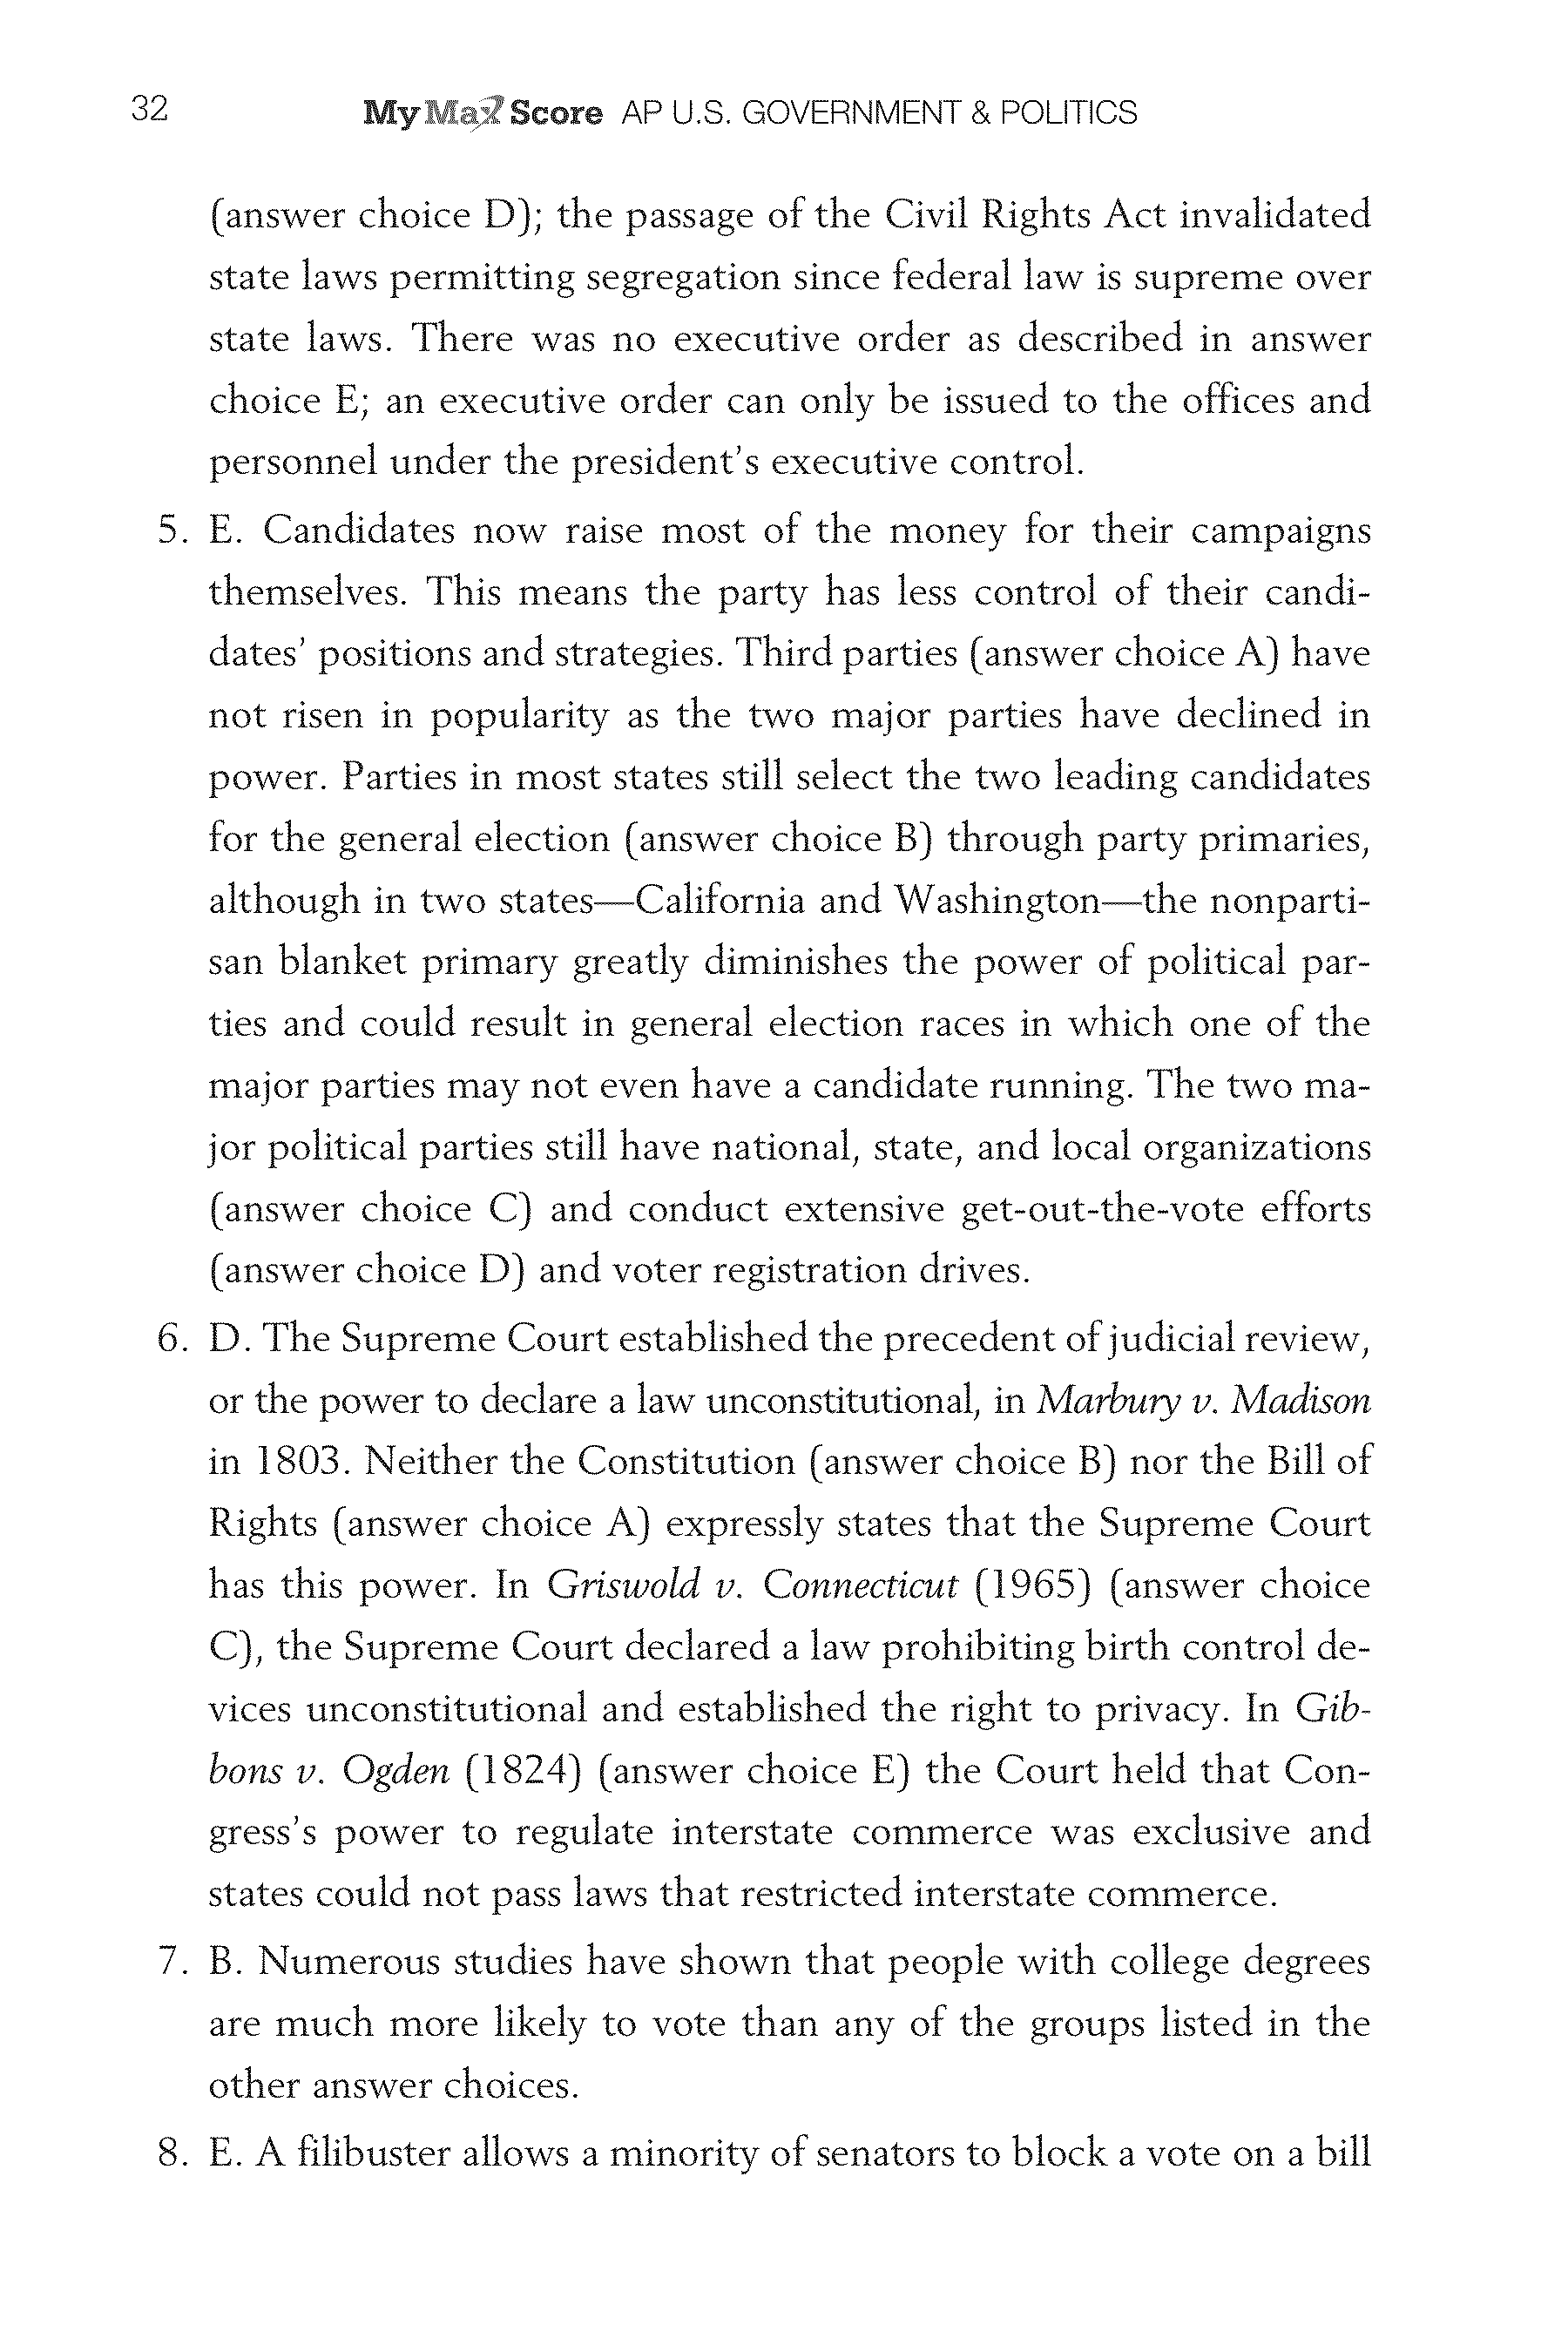 32 My Max Score AP U.S. GOVERNMENT & POLITICS
(answer choice D); the passage of the Civil Rights Act invalidated
state laws permitting segregation since federal law is supreme over
state laws. There was no executive order as described in answer
choice E; an executive order can only be issued to the offices and
personnel under the president’s executive control.
5. E. Candidates now raise most of the money for their campaigns
themselves. This means the party has less control of their candi-
dates’ positions and strategies. Third parties (answer choice A) have
not risen in popularity as the two major parties have declined in
power. Parties in most states still select the two leading candidates
for the general election (answer choice B) through party primaries,
although in two states—California and Washington—the nonparti-
san blanket primary greatly diminishes the power of political par-
ties and could result in general election races in which one of the
major parties may not even have a candidate running. The two ma-
jor political parties still have national, state, and local organizations
(answer choice C) and conduct extensive get-out-the-vote efforts
(answer choice D) and voter registration drives.
6. D. The Supreme Court established the precedent of judicial review,
or the power to declare a law unconstitutional, in Marbury v. Madison
in 1803. Neither the Constitution (answer choice B) nor the Bill of
Rights (answer choice A) expressly states that the Supreme Court
has this power. In Griswold v. Connecticut (1965) (answer choice
C), the Supreme Court declared a law prohibiting birth control de-
vices unconstitutional and established the right to privacy. In Gib-
bons v. Ogden (1824) (answer choice E) the Court held that Con-
gress’s power to regulate interstate commerce was exclusive and
states could not pass laws that restricted interstate commerce.
7. B. Numerous studies have shown that people with college degrees
are much more likely to vote than any of the groups listed in the
other answer choices.
8. E. A filibuster allows a minority of senators to block a vote on a bill